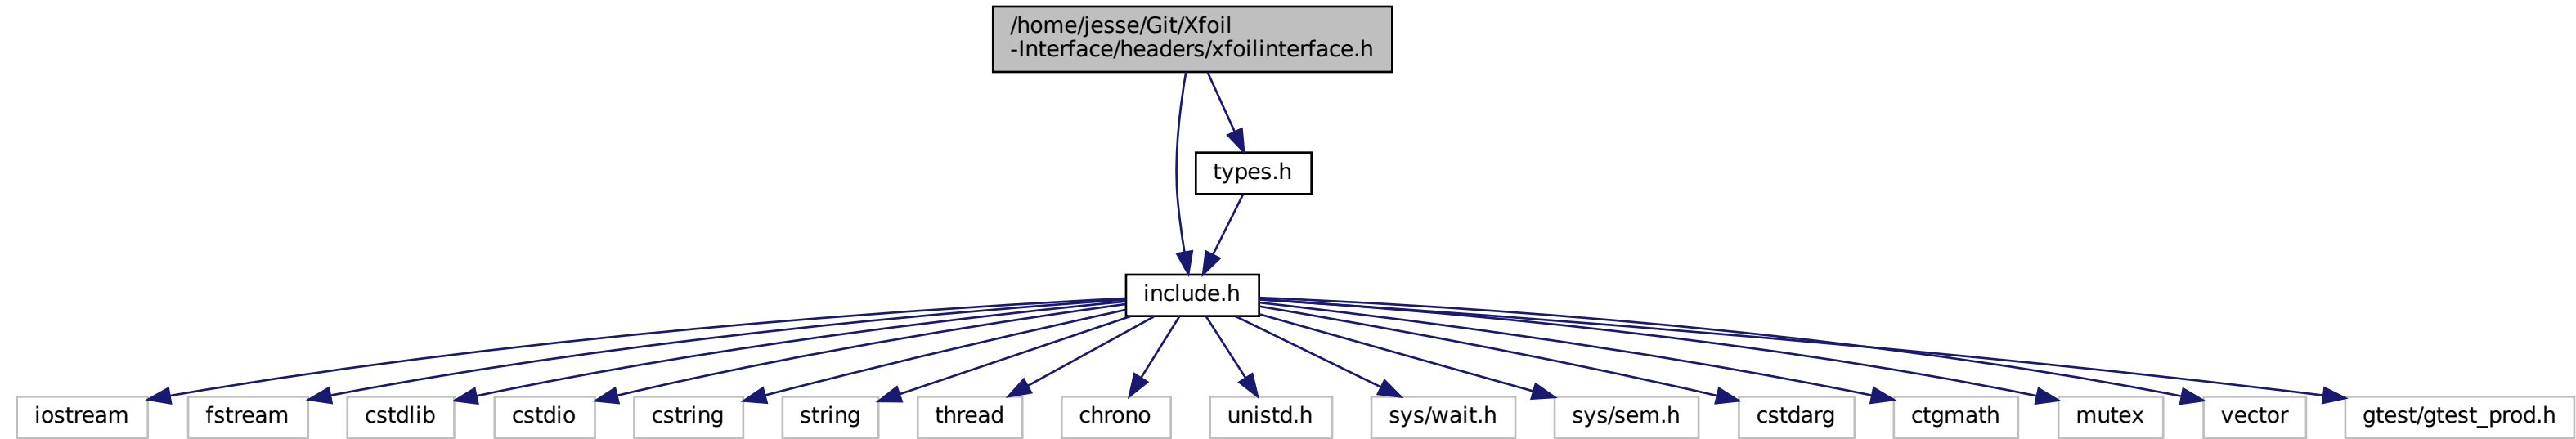 /home/jesse/Git/Xfoil
-Interface/headers/xfoilinterface.h
types.h
include.h
iostream
fstream
cstdlib
cstdio
cstring
string
thread
chrono
unistd.h
sys/wait.h
sys/sem.h
cstdarg
ctgmath
mutex
vector
gtest/gtest_prod.h